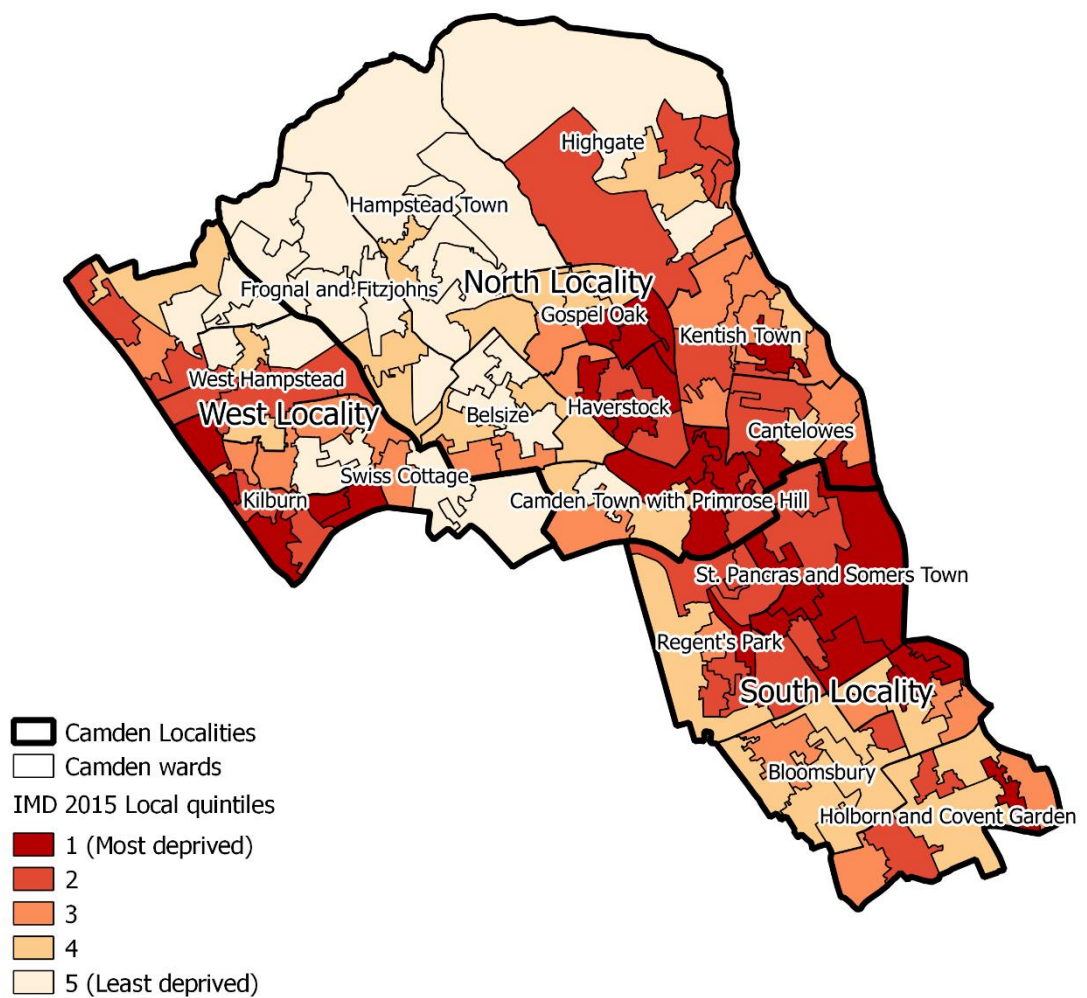 Highgate
Hampstead Town
North Locality
Frognal and Fitzjohns
Gospel Oak
Kentish Town
West Hampstead
West Locality
Belsize
Haverstock
Cantelowes
Swiss Cottage
Kilburn
Camden Town with Primrose Hill
St. Pancras and Somers Town
Regent's Park
South Locality
Bloomsbury
Holborn and Covent Garden
Camden Localities
Camden wards
IMD 2015 Local quintiles
1 (Most deprived)
2
3
4
5 (Least deprived)